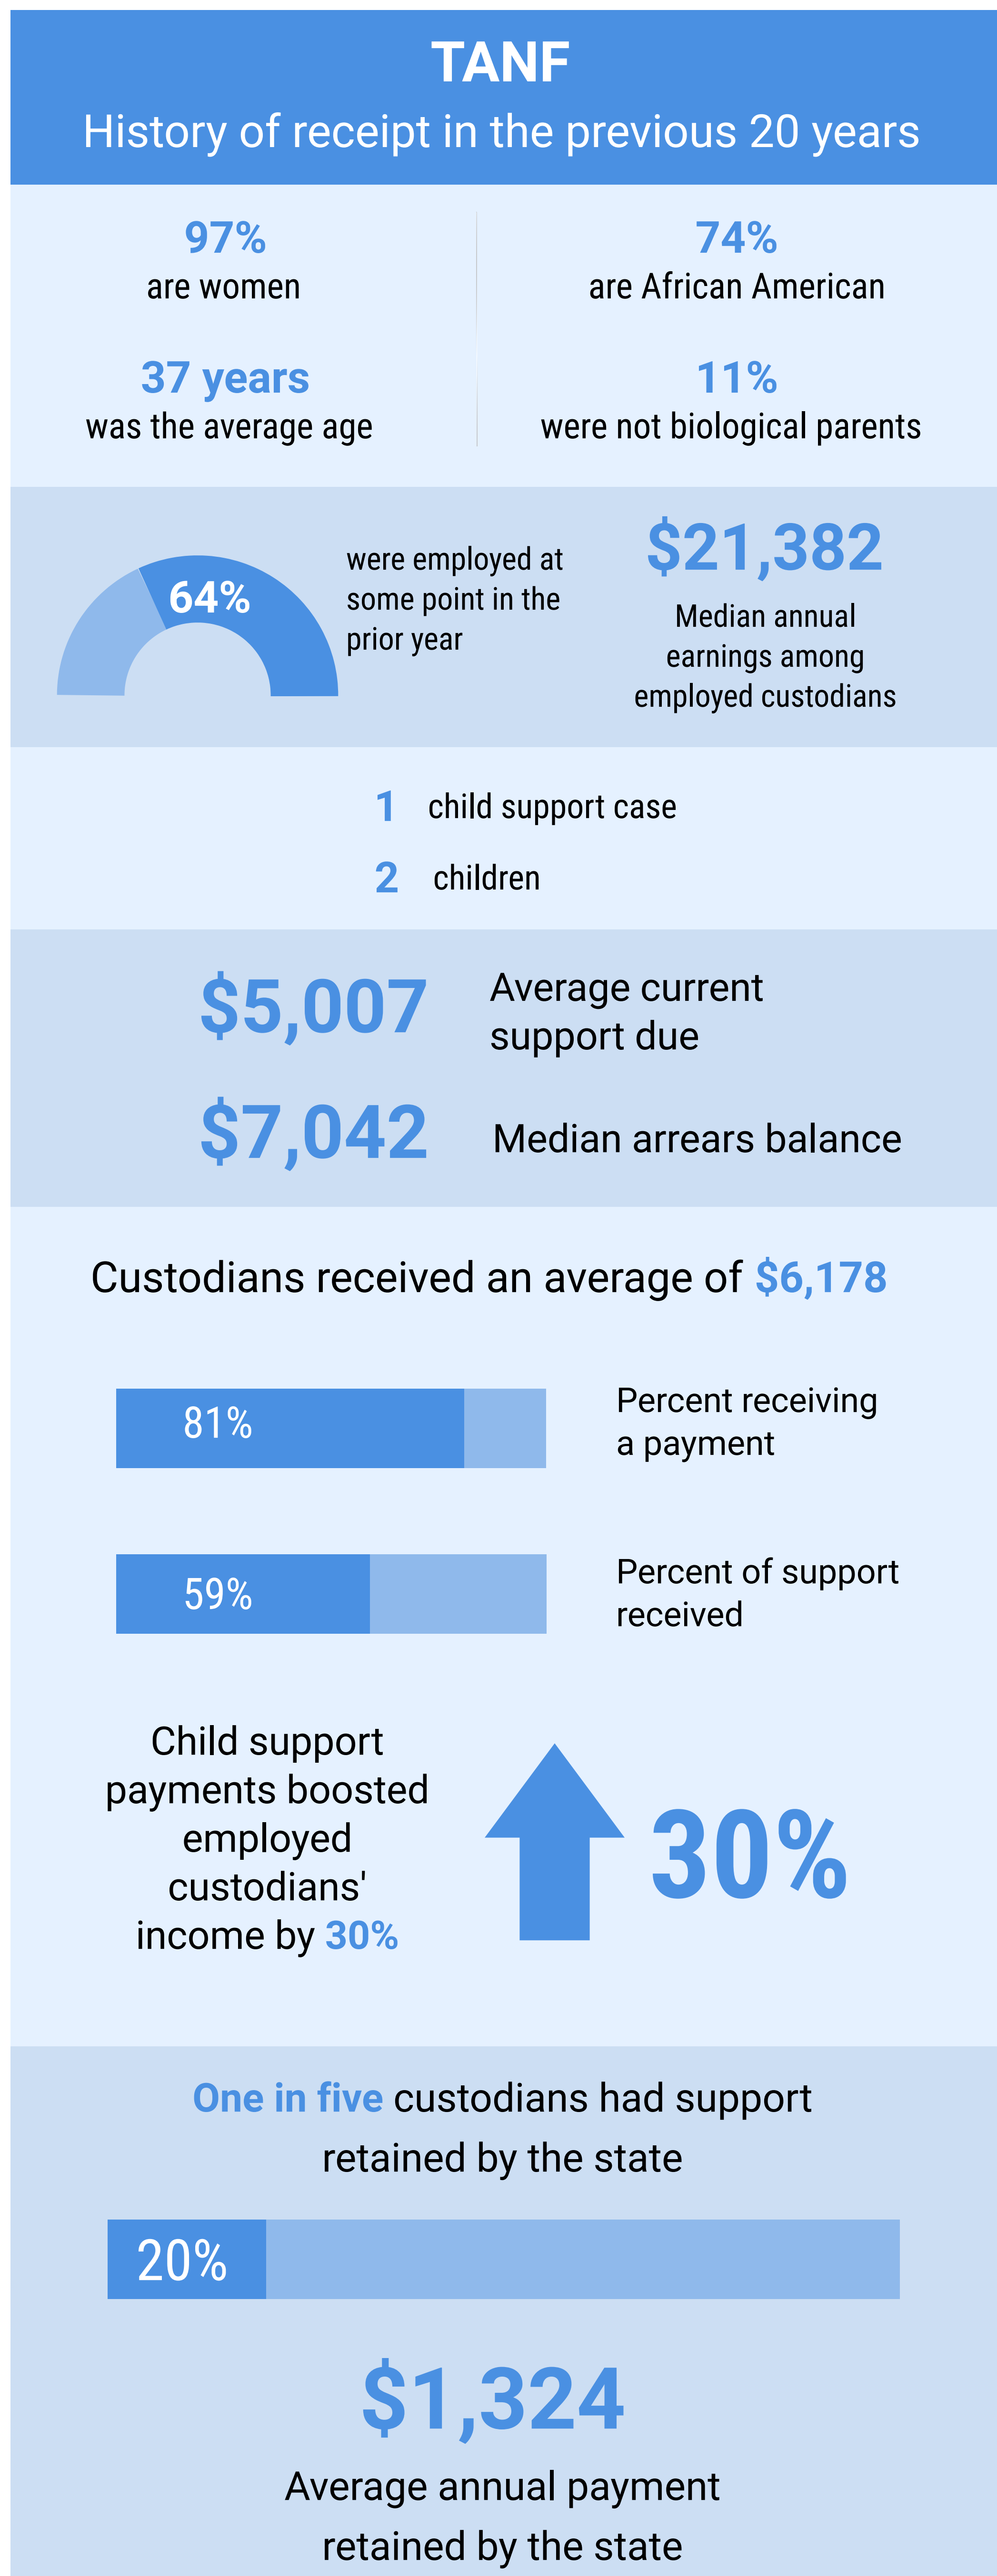 TANF
History of receipt in the previous 20 years
97%
are women
74%
are African American
37 years
was the average age
11%
were not biological parents
64%
were employed at
some point in the
prior year
$21,382
Median annual
earnings among
employed custodians
1 child support case
2 children
$5,007
Average current
support due
$7,042
Median arrears balance
Custodians received an average of $6,178
81%
Percent receiving
a payment
59%
Percent of support
received
Child support
payments boosted
employed
custodians'
income by 30%
30%
One in five custodians had support
retained by the state
20%
$1,324
Average annual payment
retained by the state